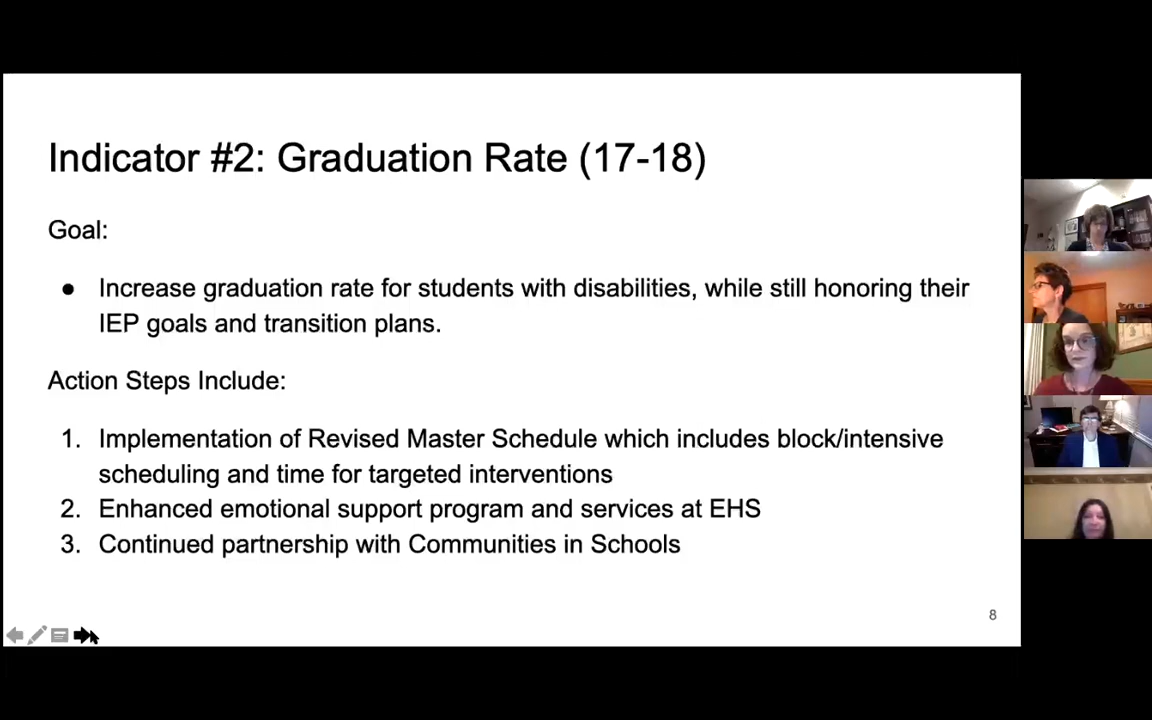 Indicator #2: Graduation Rate (17-18)
Goal:
● Increase graduation rate for students with disabilities, while still honoring their
IEP goals and transition plans.
Action Steps Include:
1. Implementation of Revised Master Schedule which includes block/intensive
scheduling and time for targeted interventions
2. Enhanced emotional support program and services at EHS
3. Continued partnership with Communities in Schools
8